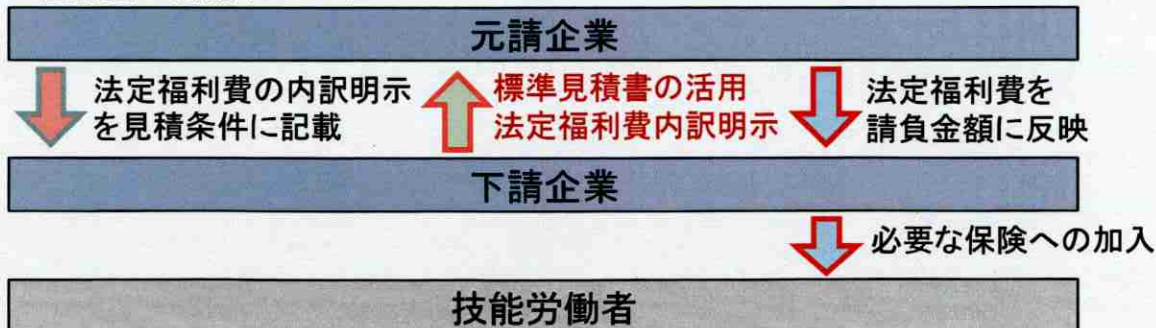 元請企業
法定福利費の内訳明示
を見積条件に記載
標準見積書の活用
法定福利費内訳明示
法定福利費を
請負金額に反映
下請企業
必要な保険への加入
技能労働者